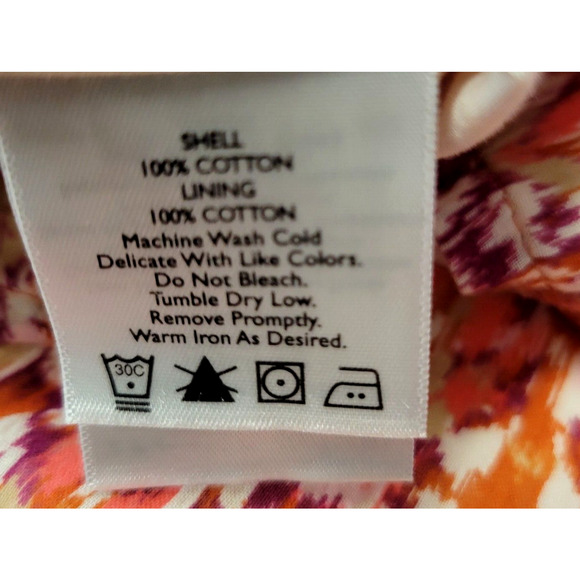 SHELL
100% COTTON
LINING
100% COTTON
Machine Wash Cold
Delicate With Like Colors.
Do Not Bleach.
Tumble Dry Low.
Remove Promptly.
Warm Iron As Desired.
30C